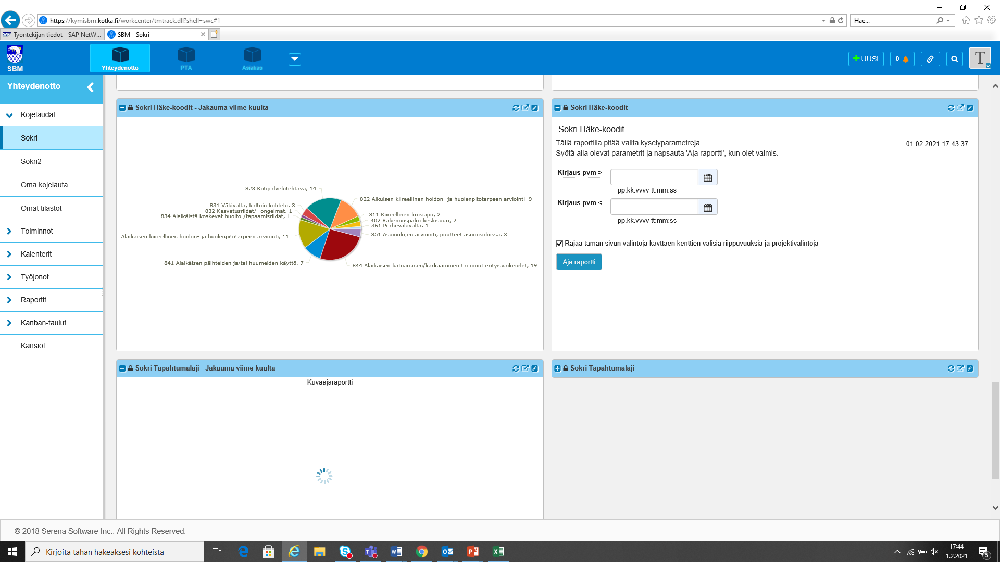 https://kymisbm.kotka.fi/workcenter/tmtrack.dll?shell=swc#1
Hae...
Työntekijän tiedot - SAP NetW...
SBM - Sokri
SBM
Yhteydenotto
PTA
Asiakas
UUSI
0
T
Yhteydenotto
Kojelaudat
Sokri
Sokri2
Oma kojelauta
Omat tilastot
Toiminnot
Kalenterit
Työjonot
Raportit
Kanban-taulut
Kansiot
Sokri Häke-koodit - Jakauma viime kuulta
823 Kotipalvelutehtävä, 14
822 Aikuisen kiireellinen hoidon- ja huolenpitotarpeen arviointi, 9
831 Väkivalta, kaltoin kohtelu, 3
832 Kasvatusriidat/ -ongelmat, 1
834 Alaikäistä koskevat huolto-/tapaamisriidat, 1
811 Kiireellinen kriisiapu, 2
402 Rakennuspalo: keskisuuri, 2
361 Perheväkivalta, 1
851 Asuinolojen arviointi, puutteet asumisoloissa, 3
Alaikäisen kiireellinen hoidon- ja huolenpitotarpeen arviointi, 11
841 Alaikäisen päihteiden ja/tai huumeiden käyttö, 7
844 Alaikäisen katoaminen/karkaaminen tai muut erityisvaikeudet, 19
Sokri Häke-koodit
Sokri Häke-koodit
Tällä raportilla pitää valita kyselyparametreja.
01.02.2021 17:43:37
Syötä alla olevat parametrit ja napsauta 'Aja raportti', kun olet valmis.
Kirjaus pvm >=
pp.kk.vvvv tt:mm:ss
Kirjaus pvm <=
pp.kk.vvvv tt:mm:ss
Rajaa tämän sivun valintoja käyttäen kenttien välisiä riippuvuuksia ja projektivalintoja
Aja raportti
Sokri Tapahtumalaji - Jakauma viime kuulta
Kuvaajaraportti
Sokri Tapahtumalaji
© 2018 Serena Software Inc., All Rights Reserved.
Kirjoita tähän hakeaksesi kohteista
17:44
1.2.2021
5